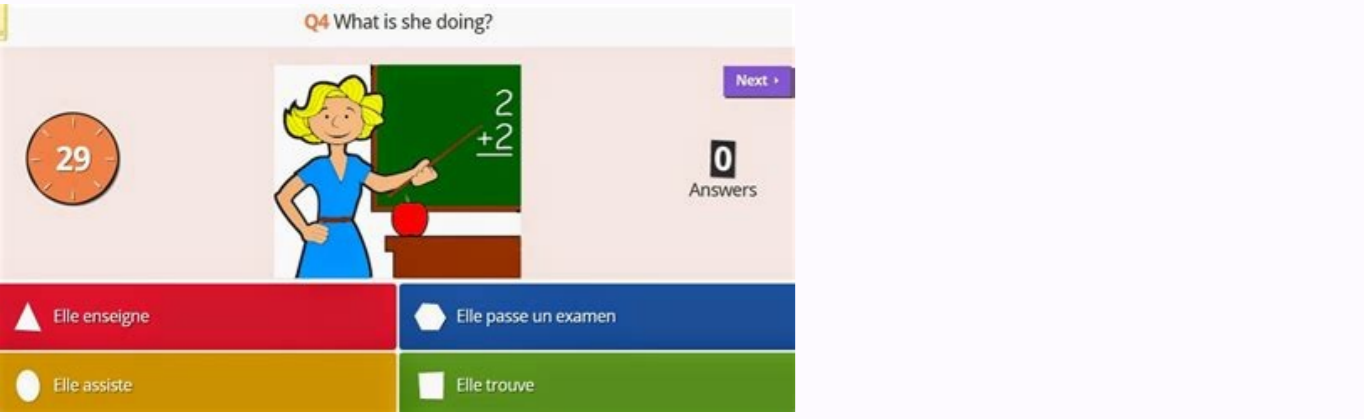 Q4 What is she doing?
Next
29
2
+2
0
Answers
Elle enseigne
Elle passe un examen
Elle assiste
Elle trouve